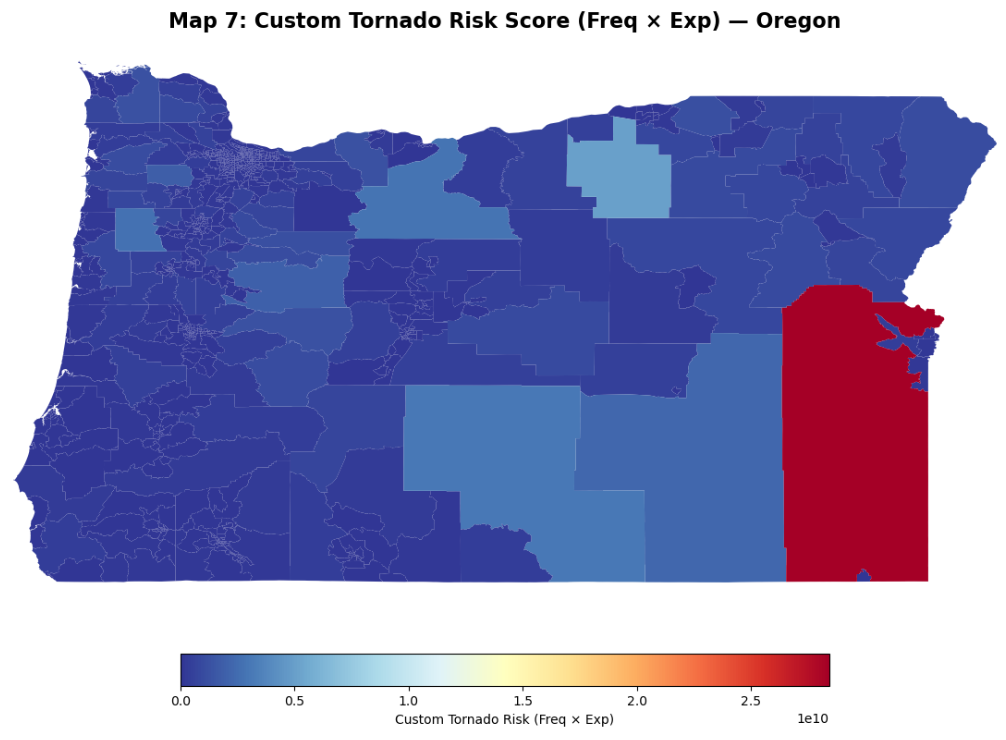 Map 7: Custom Tornado Risk Score (Freq × Exp) — Oregon
0.0 0.5 1.0 1.5 2.0 2.5
Custom Tornado Risk (Freq × Exp) 1e10